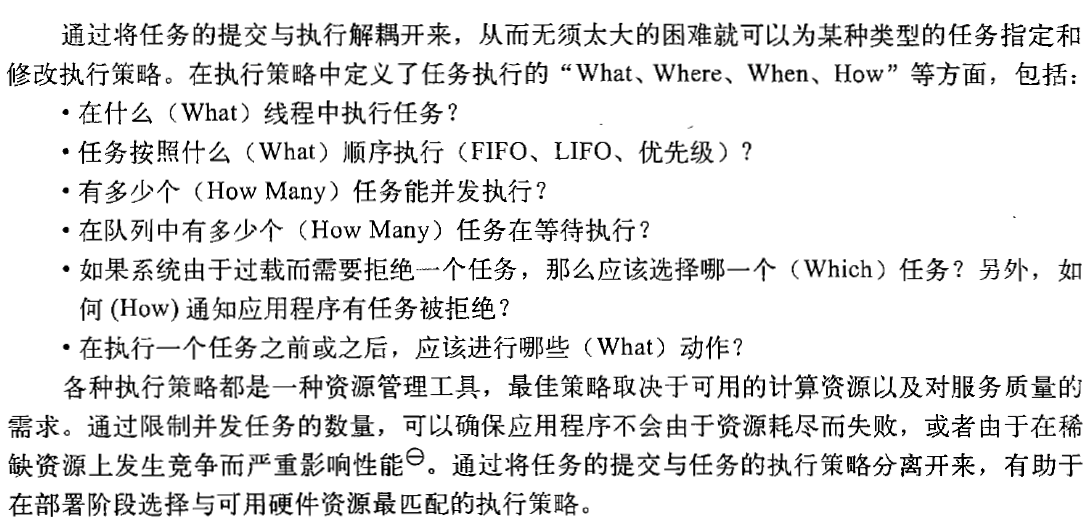 通过将任务的提交与执行解耦开来，从而无须太大的困难就可以为某种类型的任务指定和
修改执行策略。在执行策略中定义了任务执行的“What、Where、When、How”等方面，包括：
•在什么（What）线程中执行任务？
•任务按照什么（What）顺序执行（FIFO、LIFO、优先级）？
•有多少个（How Many）任务能并发执行？
•在队列中有多少个（How Many）任务在等待执行？
•如果系统由于过载而需要拒绝一个任务，那么应该选择哪一个（Which）任务？另外，如
何 (How) 通知应用程序有任务被拒绝？
•在执行一个任务之前或之后，应该进行哪些（What）动作？
各种执行策略都是一种资源管理工具，最佳策略取决于可用的计算资源以及对服务质量的
需求。通过限制并发任务的数量，可以确保应用程序不会由于资源耗尽而失败，或者由于在稀
缺资源上发生竞争而严重影响性能㊀。通过将任务的提交与任务的执行策略分离开来，有助于
在部署阶段选择与可用硬件资源最匹配的执行策略。